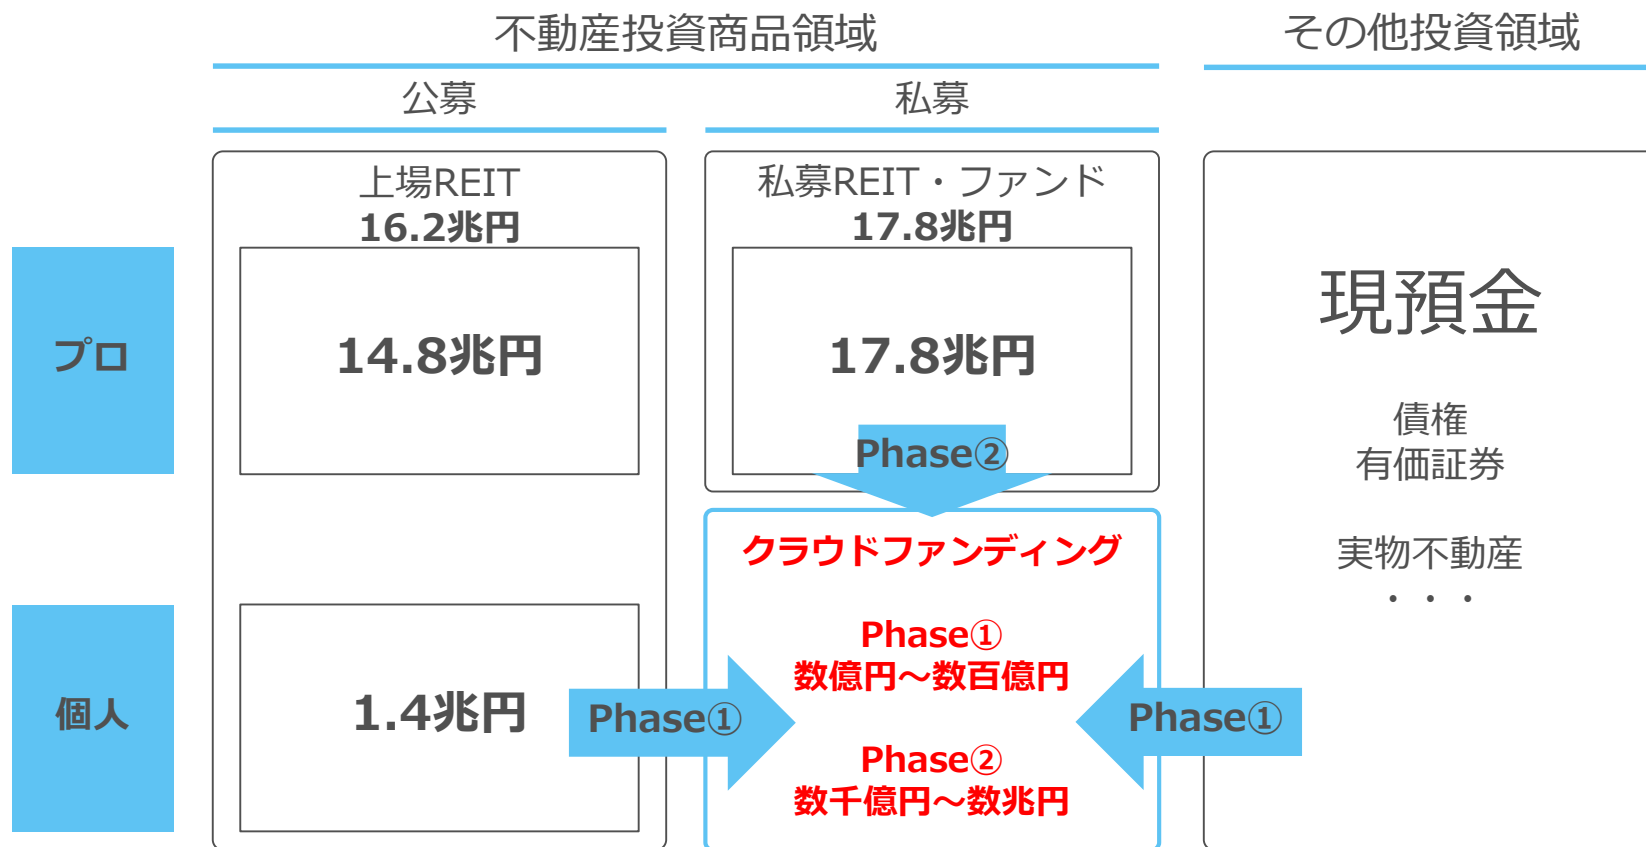 不動産投資商品領域
その他投資領域
公募
私募
上場REIT
16.2兆円
私募REIT・ファンド
17.8兆円
プロ
14.8兆円
17.8兆円
Phase②
現預金
債権
有価証券
実物不動産
・・・
クラウドファンディング
個人
1.4兆円
Phase①
Phase①
数億円～数百億円
Phase②
数千億円～数兆円
Phase①